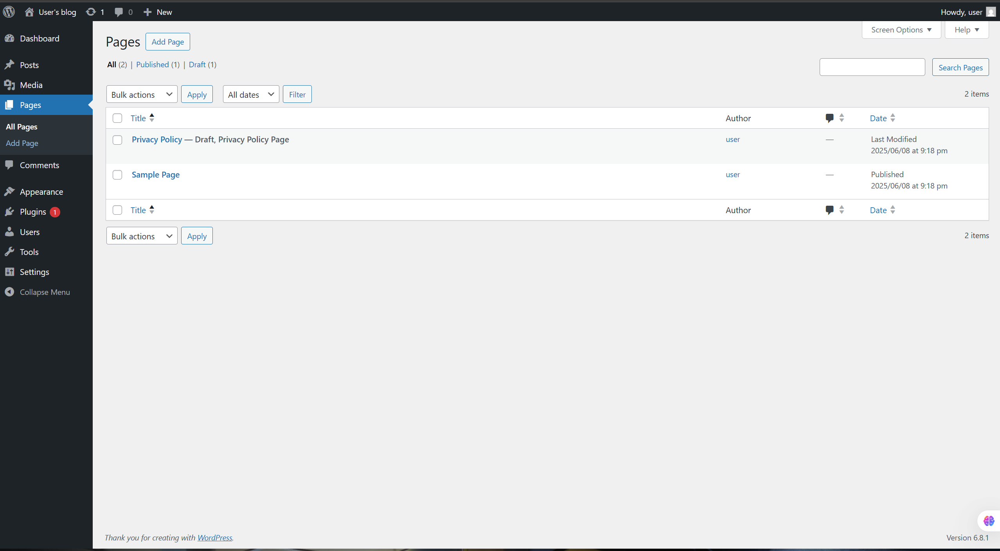 User's blog 1 0 New Howdy, user
Screen Options Help
Dashboard
Posts
Media
Pages
All Pages
Add Page
Comments
Appearance
Plugins 1
Users
Tools
Settings
Collapse Menu
Pages Add Page
All (2) | Published (1) | Draft (1)
Search Pages
Bulk actions Apply All dates Filter 2 items
Title Author Date
Privacy Policy — Draft, Privacy Policy Page user — Last Modified
2025/06/08 at 9:18 pm
Sample Page user — Published
2025/06/08 at 9:18 pm
Title Author Date
Bulk actions Apply 2 items
Thank you for creating with WordPress. Version 6.8.1